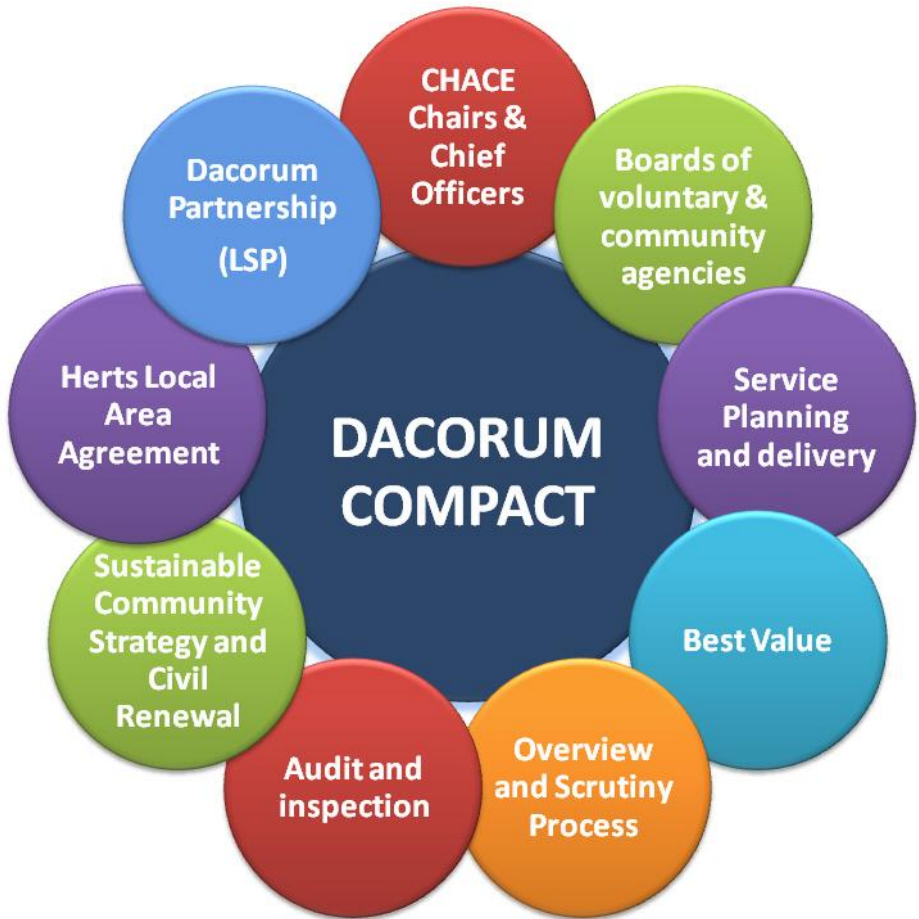 CHACE
Chairs &
Chief
Officers
Boards of
voluntary &
community
agencies
Service
Planning
and delivery
Best Value
Overview
and Scrutiny
Process
Audit and
inspection
Sustainable
Community
Strategy and
Civil
Renewal
Herts Local
Area
Agreement
Dacorum
Partnership
(LSP)
DACORUM
COMPACT